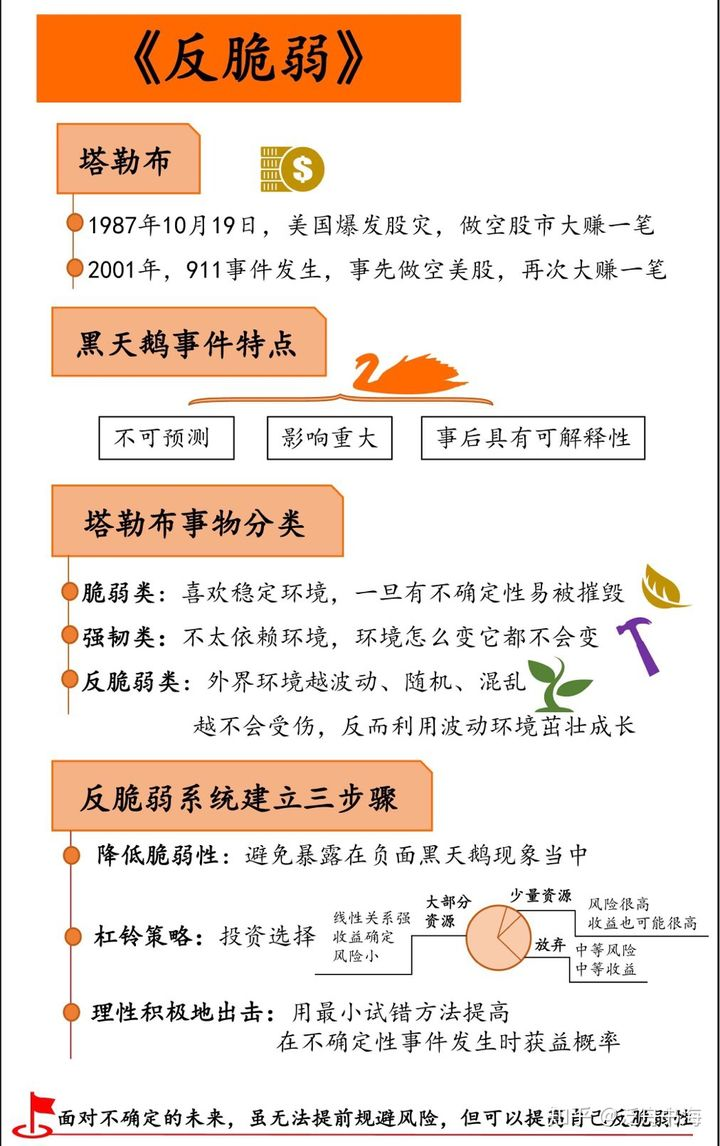 《反脆弱》
塔勒布
1987年10月19日，美国爆发股灾，做空股市大赚一笔
2001年，911事件发生，事先做空美股，再次大赚一笔
黑天鹅事件特点
不可预测
影响重大
事后具有可解释性
塔勒布事物分类
脆弱类：喜欢稳定环境，一旦有不确定性易被摧毁
强韧类：不太依赖环境，环境怎么变它都不会变
反脆弱类：外界环境越波动、随机、混乱
越不会受伤，反而利用波动环境茁壮成长
反脆弱系统建立三步骤
降低脆弱性：避免暴露在负面黑天鹅现象当中
杠铃策略：投资选择
线性关系强
收益确定
风险小
大部分
资源
少量资源
风险很高
收益也可能很高
放弃
中等风险
中等收益
理性积极地出击：用最小试错方法提高
在不确定性事件发生时获益概率
面对不确定的未来，虽无法提前规避风险，但可以提高自己反脆弱性
知乎